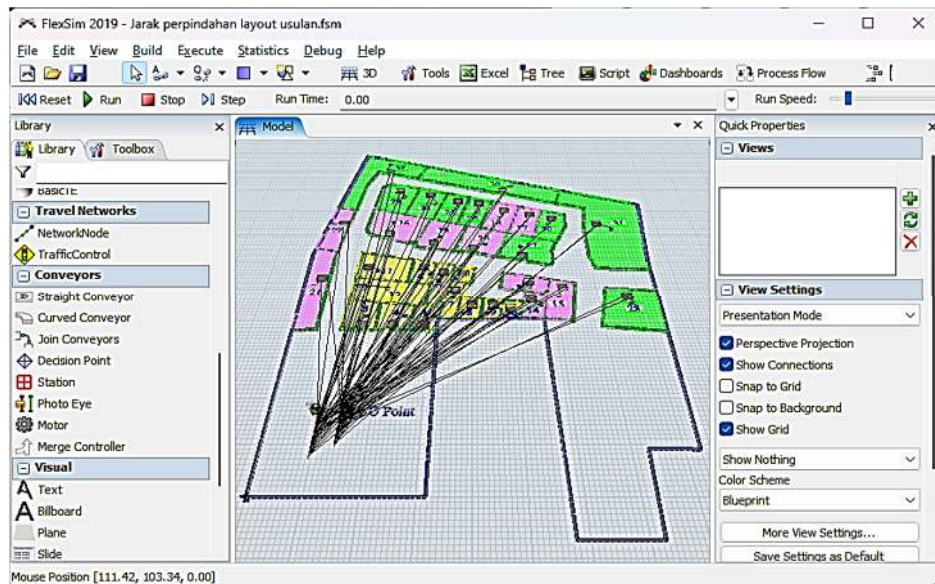 FlexSim 2019 - Jarak perpindahan layout usulan.fsm
File Edit View Build Execute Statistics Debug Help
3D Tools Excel Tree Script Dashboards Process Flow
Reset Run Stop Step Run Time: 0.00 Run Speed:
Library
Library Toolbox
BasicTE
Travel Networks
NetworkNode
TrafficControl
Conveyors
Straight Conveyor
Curved Conveyor
Join Conveyors
Decision Point
Station
Photo Eye
Motor
Merge Controller
Visual
Text
Billboard
Plane
Slide
Model
Point
Quick Properties
Views
View Settings
Presentation Mode
Perspective Projection
Show Connections
Snap to Grid
Snap to Background
Show Grid
Show Nothing
Color Scheme
Blueprint
More View Settings...
Save Settings as Default
Mouse Position [111.42, 103.34, 0.00]